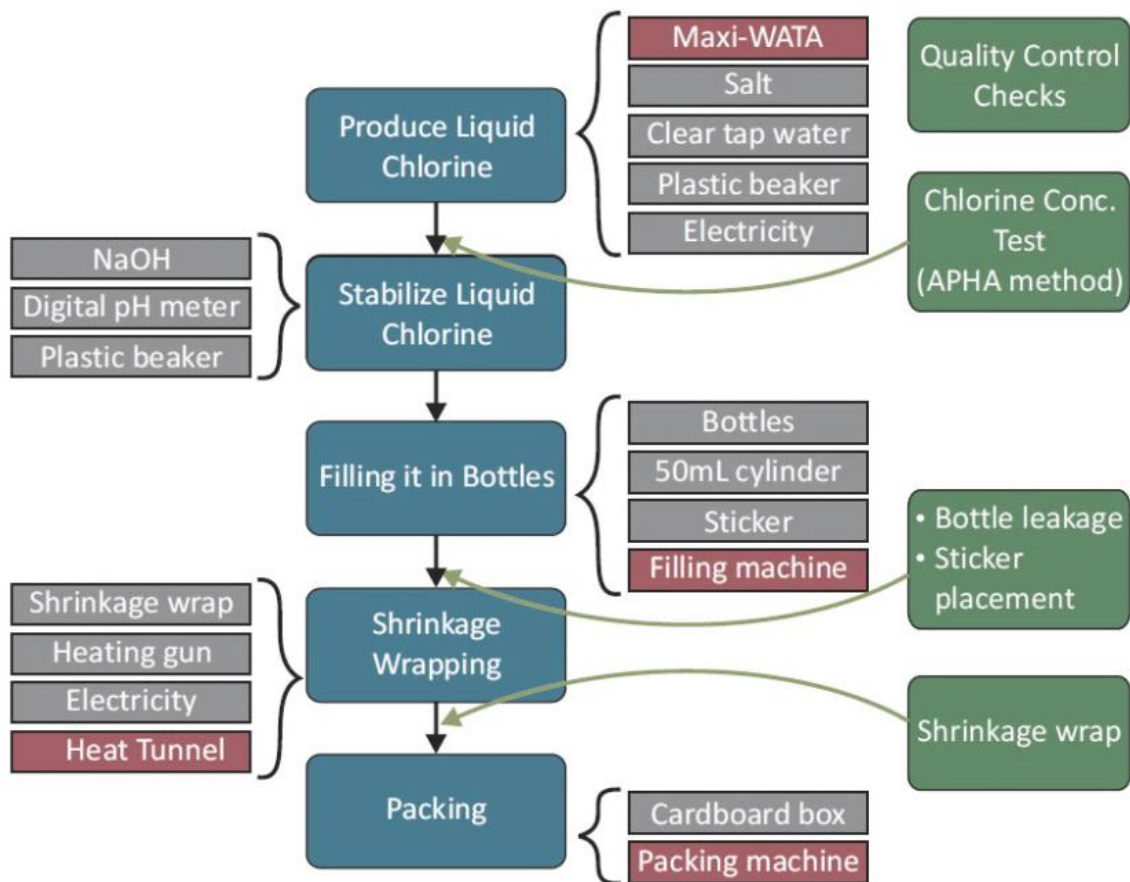 Maxi-WATA
Salt
Clear tap water
Plastic beaker
Electricity
Quality Control
Checks
Produce Liquid
Chlorine
Chlorine Conc.
Test
(APHA method)
NaOH
Digital pH meter
Plastic beaker
Stabilize Liquid
Chlorine
Filling it in Bottles
Bottles
50mL cylinder
Sticker
Filling machine
• Bottle leakage
• Sticker
placement
Shrinkage wrap
Heating gun
Electricity
Heat Tunnel
Shrinkage
Wrapping
Shrinkage wrap
Packing
Cardboard box
Packing machine